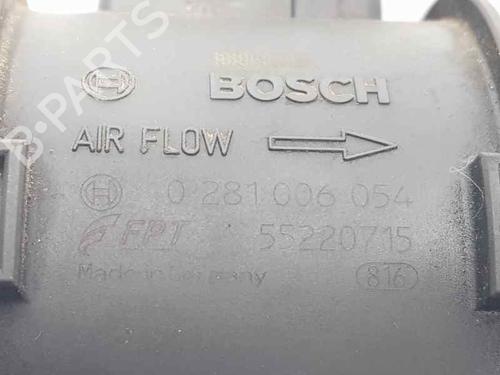 BOSCH
AIR FLOW
0 281 006 054
FPT 55220715
Made in Germany 816
B-PARTS